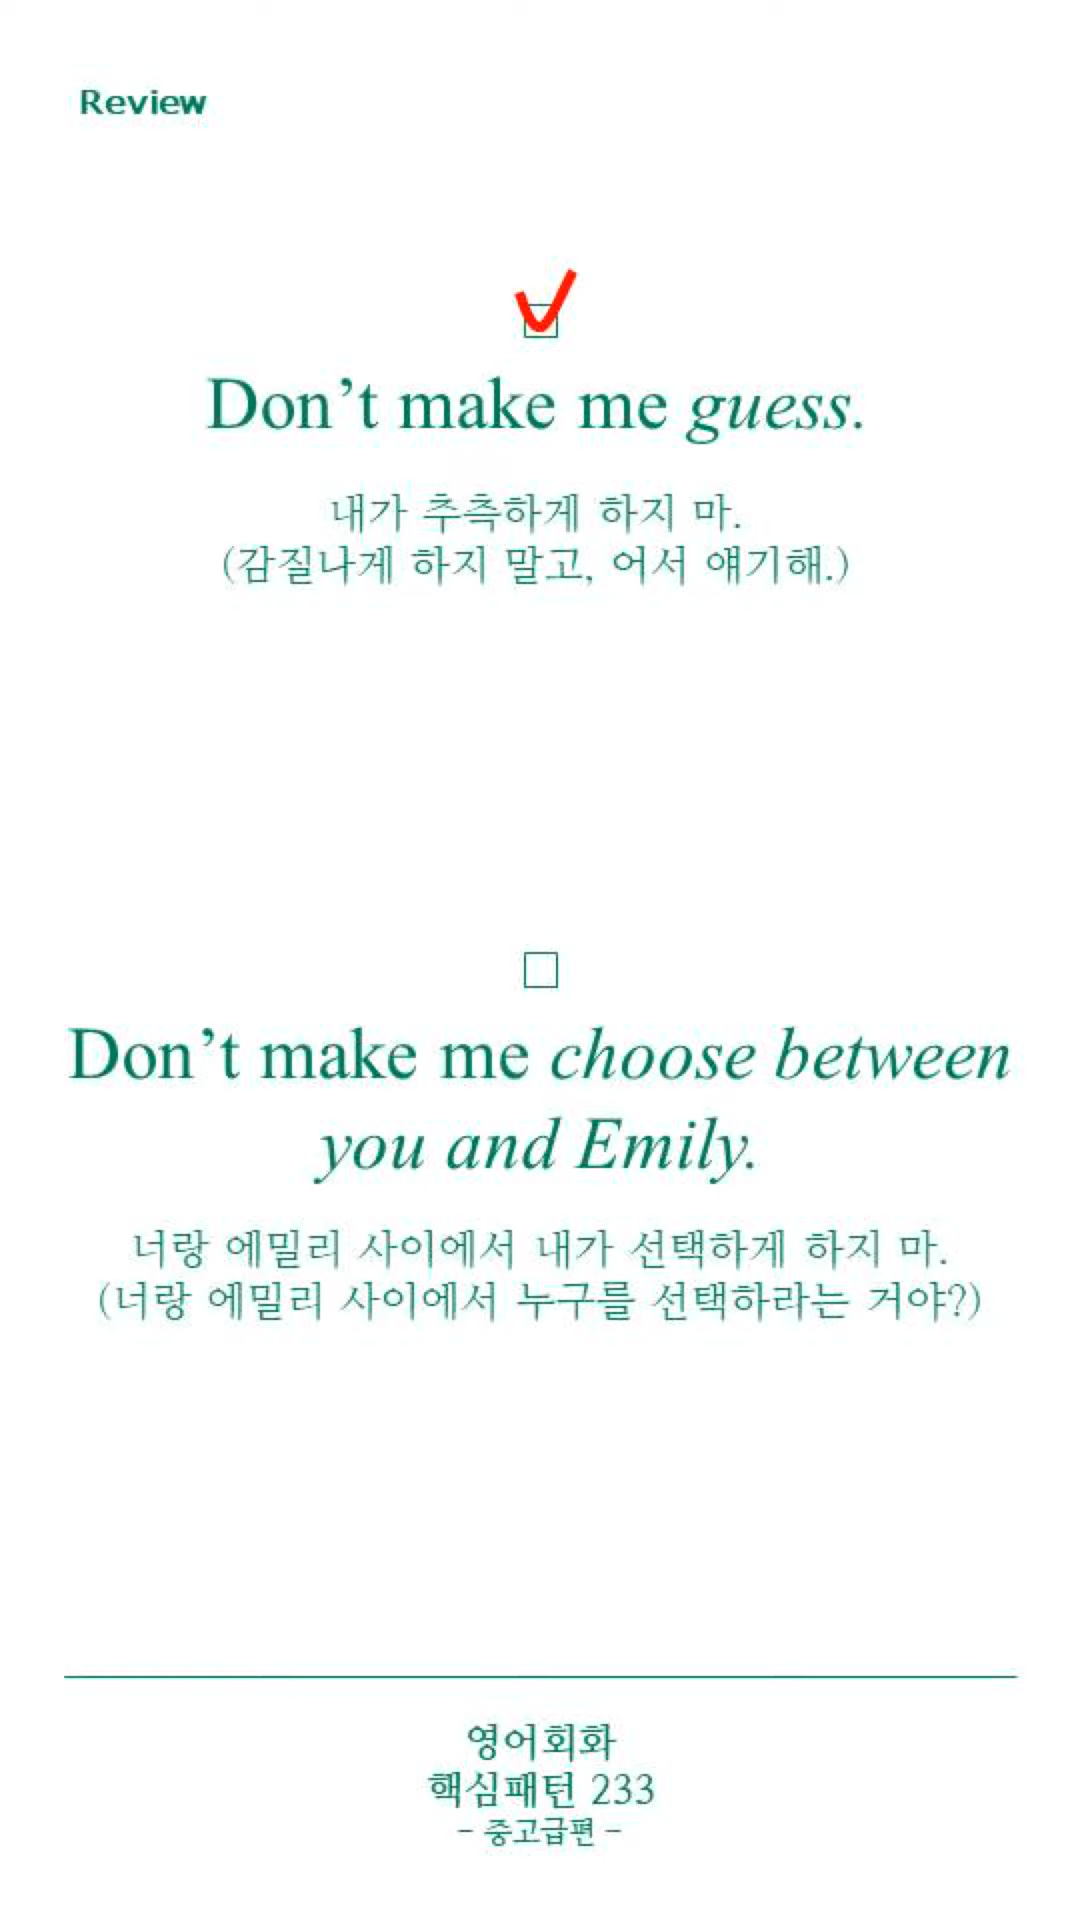 Review
Don’t make me guess.
내가 추측하게 하지 마.
(감질나게 하지 말고, 어서 얘기해.)
Don’t make me choose between
you and Emily.
너랑 에밀리 사이에서 내가 선택하게 하지 마.
(너랑 에밀리 사이에서 누구를 선택하라는 거야?)
영어회화
핵심패턴 233
- 중고급편 -